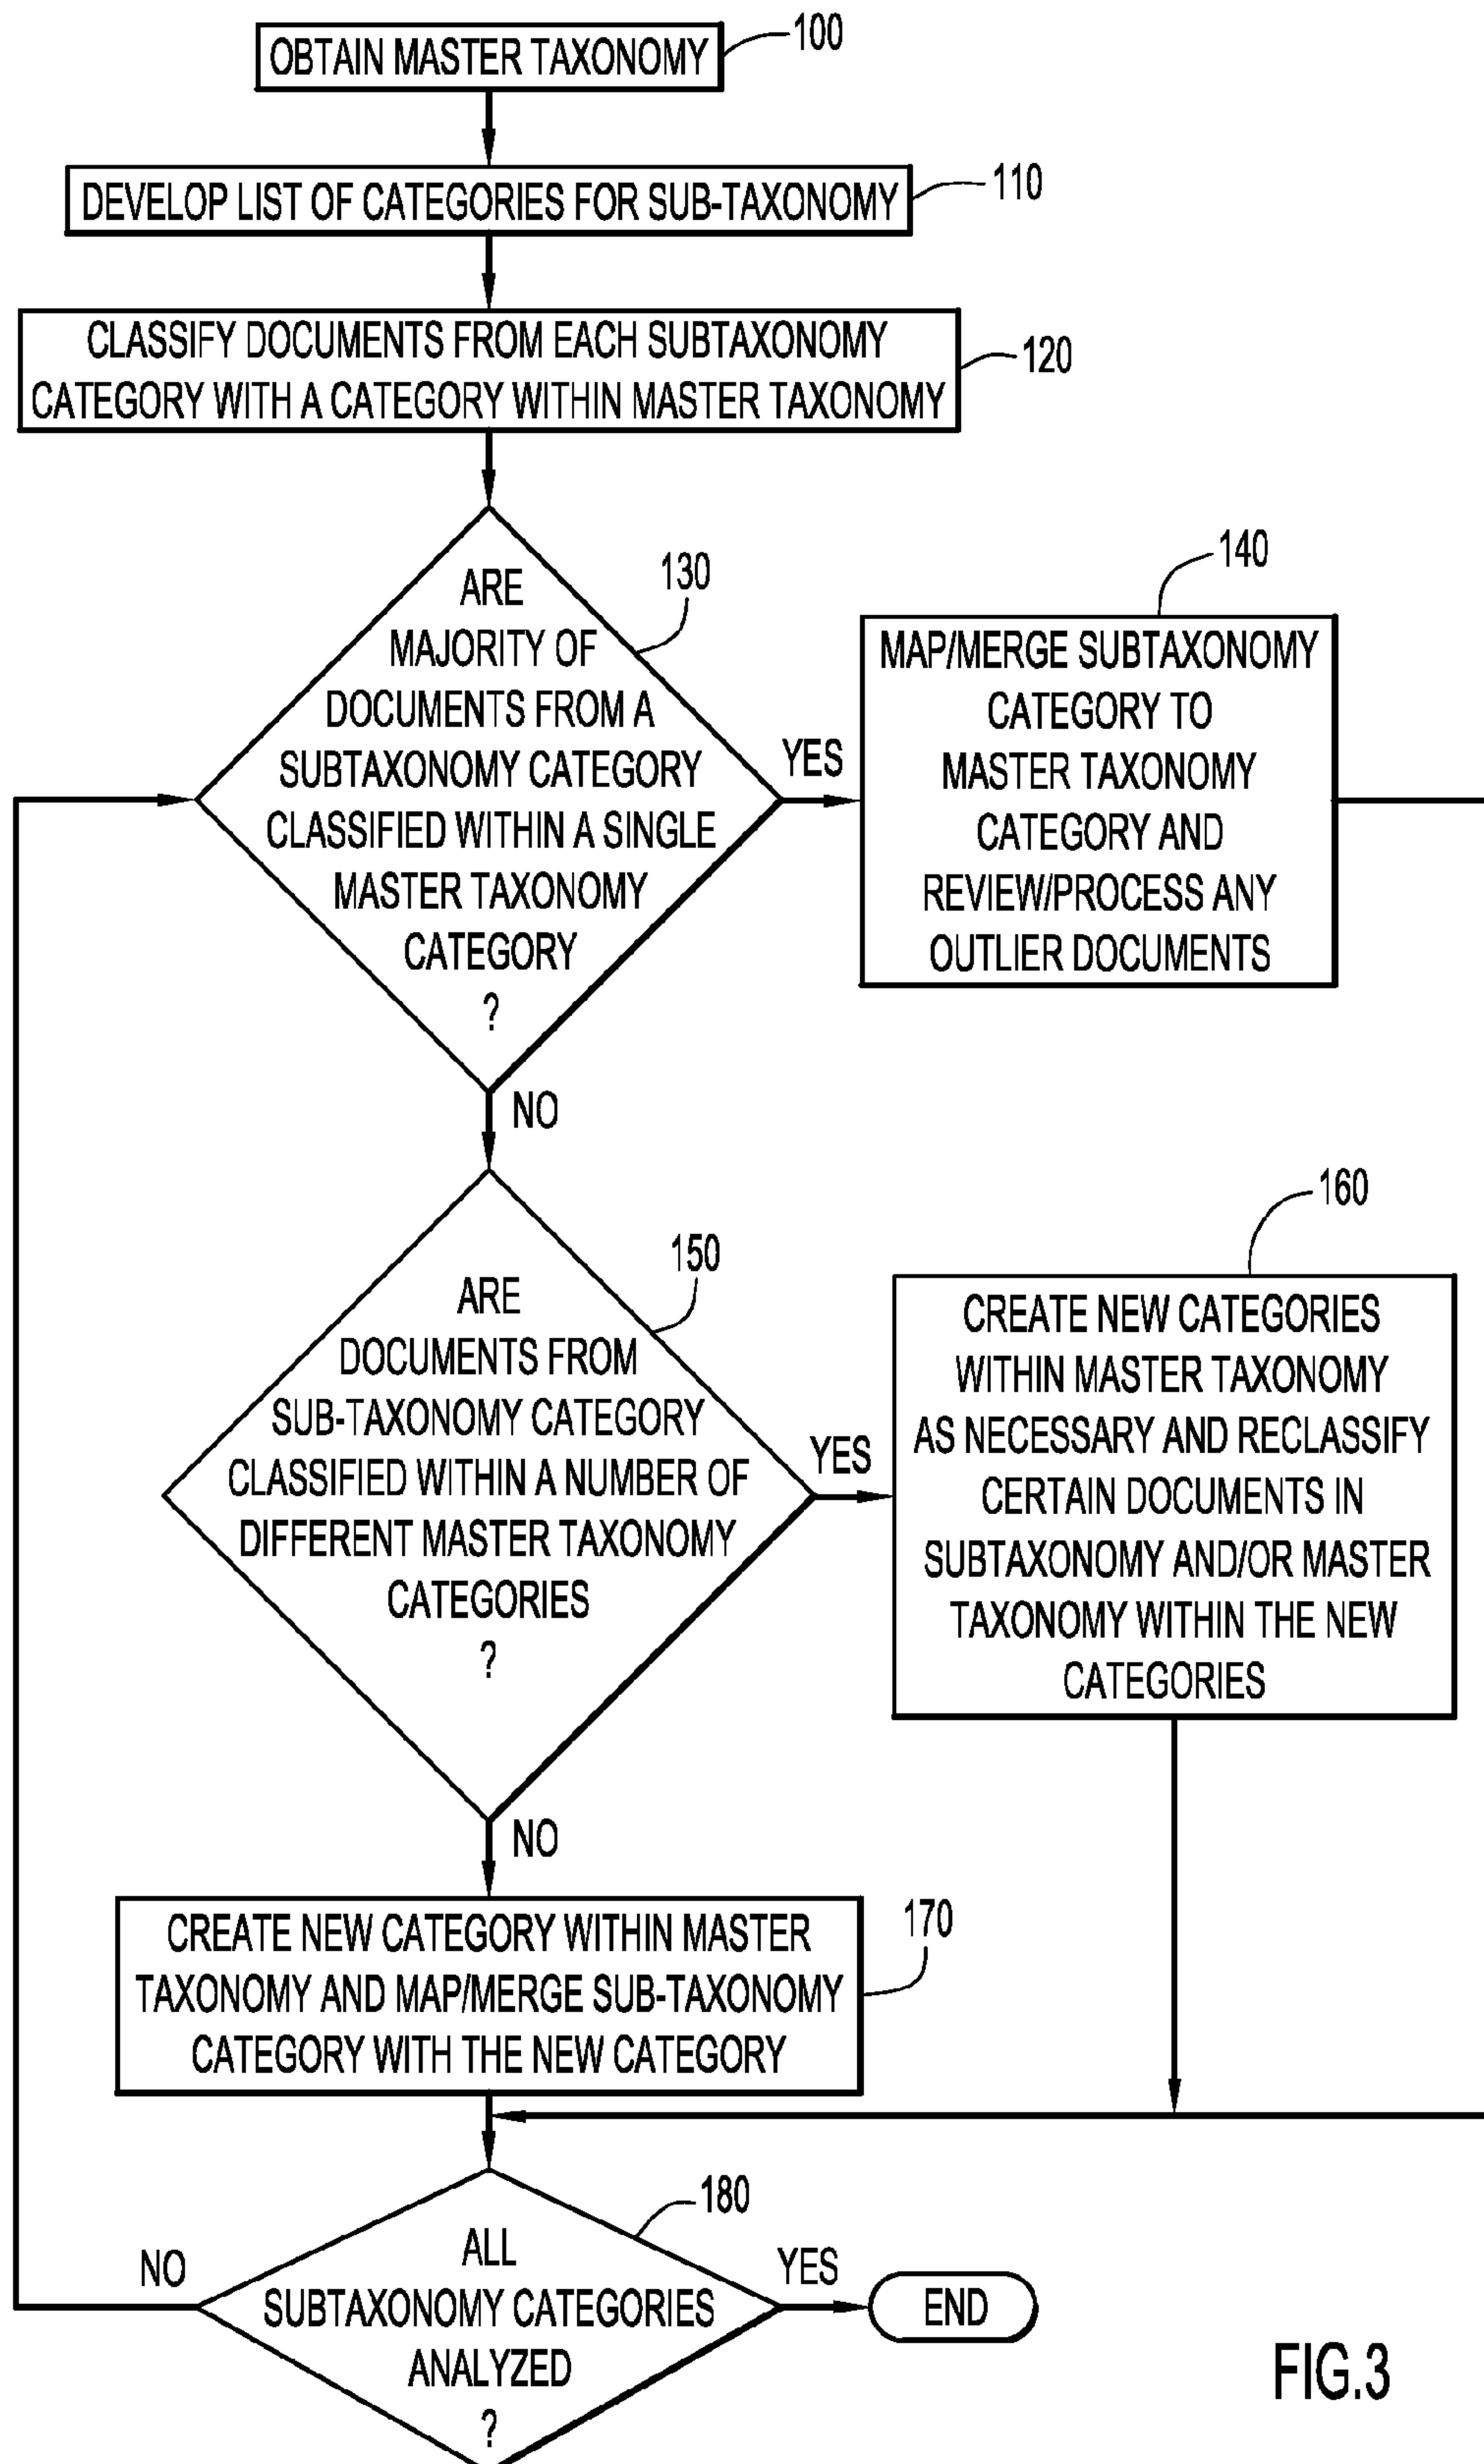 OBTAIN MASTER TAXONOMY
100
DEVELOP LIST OF CATEGORIES FOR SUB-TAXONOMY
110
CLASSIFY DOCUMENTS FROM EACH SUBTAXONOMY
CATEGORY WITH A CATEGORY WITHIN MASTER TAXONOMY
120
ARE
MAJORITY OF
DOCUMENTS FROM A
SUBTAXONOMY CATEGORY
CLASSIFIED WITHIN A SINGLE
MASTER TAXONOMY
CATEGORY
?
130
YES
140
MAP/MERGE SUBTAXONOMY
CATEGORY TO
MASTER TAXONOMY
CATEGORY AND
REVIEW/PROCESS ANY
OUTLIER DOCUMENTS
NO
ARE
DOCUMENTS FROM
SUB-TAXONOMY CATEGORY
CLASSIFIED WITHIN A NUMBER OF
DIFFERENT MASTER TAXONOMY
CATEGORIES
?
150
YES
160
CREATE NEW CATEGORIES
WITHIN MASTER TAXONOMY
AS NECESSARY AND RECLASSIFY
CERTAIN DOCUMENTS IN
SUBTAXONOMY AND/OR MASTER
TAXONOMY WITHIN THE NEW
CATEGORIES
NO
CREATE NEW CATEGORY WITHIN MASTER
TAXONOMY AND MAP/MERGE SUB-TAXONOMY
CATEGORY WITH THE NEW CATEGORY
170
180
NO
ALL
SUBTAXONOMY CATEGORIES
ANALYZED
?
YES
END
FIG.3